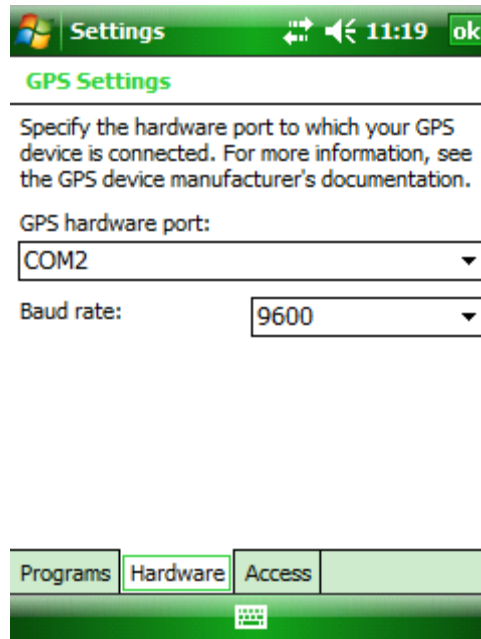 Settings 11:19 ok
GPS Settings
Specify the hardware port to which your GPS
device is connected. For more information, see
the GPS device manufacturer's documentation.
GPS hardware port:
COM2
Baud rate: 9600
Programs Hardware Access